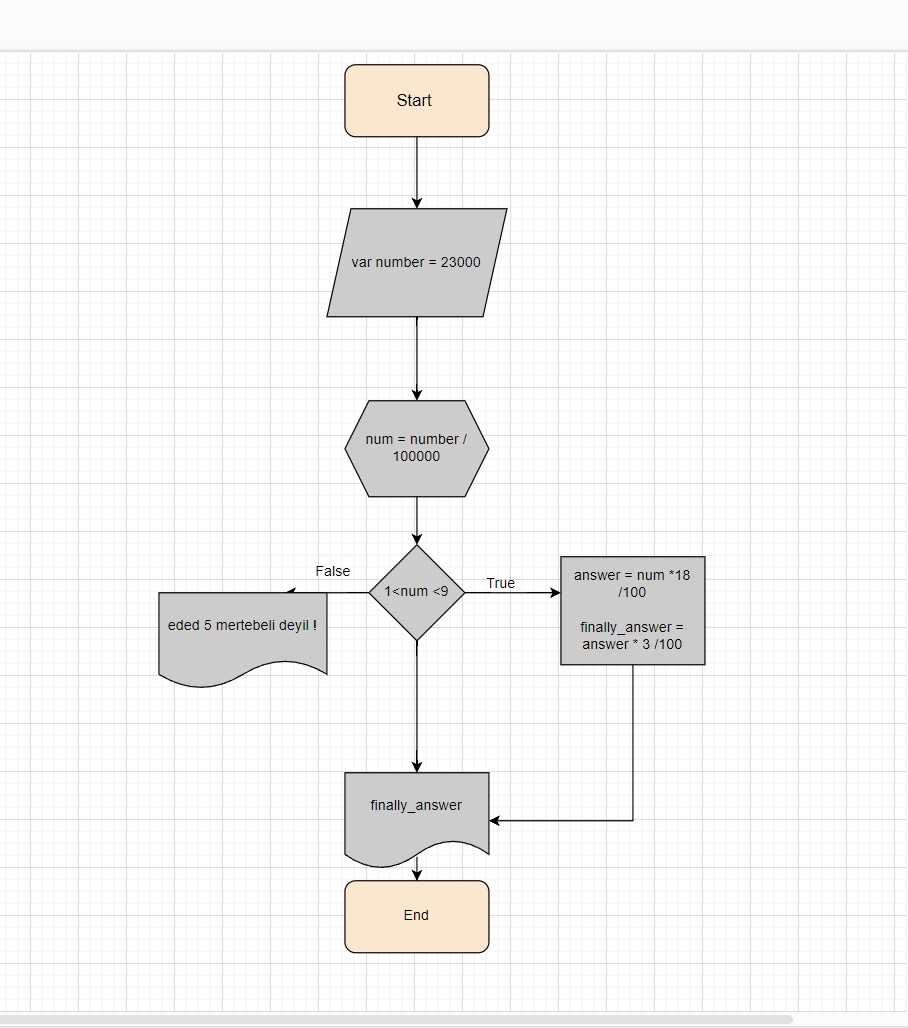 Start
var number = 23000
num = number /
100000
False
1<num <9
True
answer = num *18
/100
finally_answer =
answer * 3 /100
eded 5 mertebeli deyil !
finally_answer
End